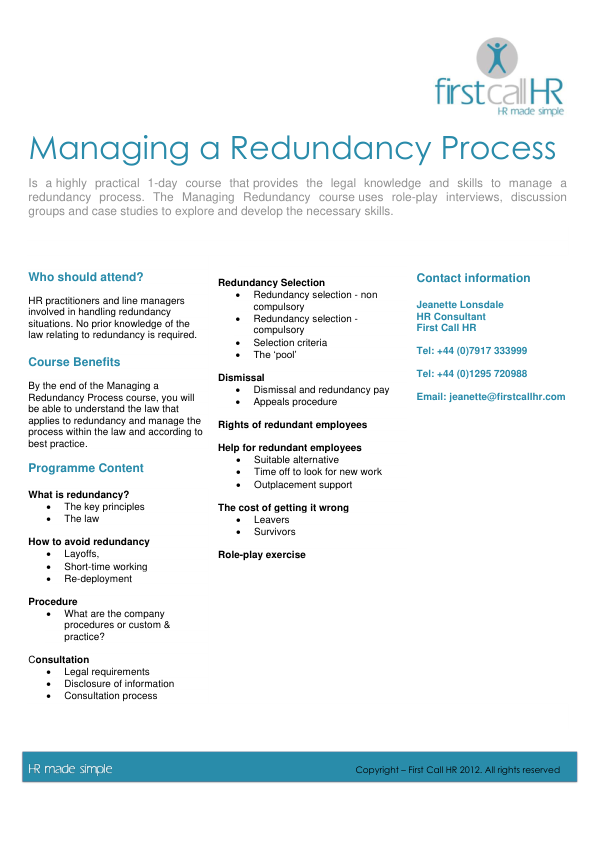 firstcallHR
HR made simple
Managing a Redundancy Process
Is a highly practical 1-day course that provides the legal knowledge and skills to manage a
redundancy process. The Managing Redundancy course uses role-play interviews, discussion
groups and case studies to explore and develop the necessary skills.
Who should attend?
HR practitioners and line managers
involved in handling redundancy
situations. No prior knowledge of the
law relating to redundancy is required.
Course Benefits
By the end of the Managing a
Redundancy Process course, you will
be able to understand the law that
applies to redundancy and manage the
process within the law and according to
best practice.
Programme Content
What is redundancy?
• The key principles
• The law
How to avoid redundancy
• Layoffs,
• Short-time working
• Re-deployment
Procedure
• What are the company
procedures or custom &
practice?
Consultation
• Legal requirements
• Disclosure of information
• Consultation process
Redundancy Selection
• Redundancy selection - non
compulsory
• Redundancy selection -
compulsory
• Selection criteria
• The ‘pool’
Dismissal
• Dismissal and redundancy pay
• Appeals procedure
Rights of redundant employees
Help for redundant employees
• Suitable alternative
• Time off to look for new work
• Outplacement support
The cost of getting it wrong
• Leavers
• Survivors
Role-play exercise
Contact information
Jeanette Lonsdale
HR Consultant
First Call HR
Tel: +44 (0)7917 333999
Tel: +44 (0)1295 720988
Email: jeanette@firstcallhr.com
HR made simple
Copyright – First Call HR 2012. All rights reserved